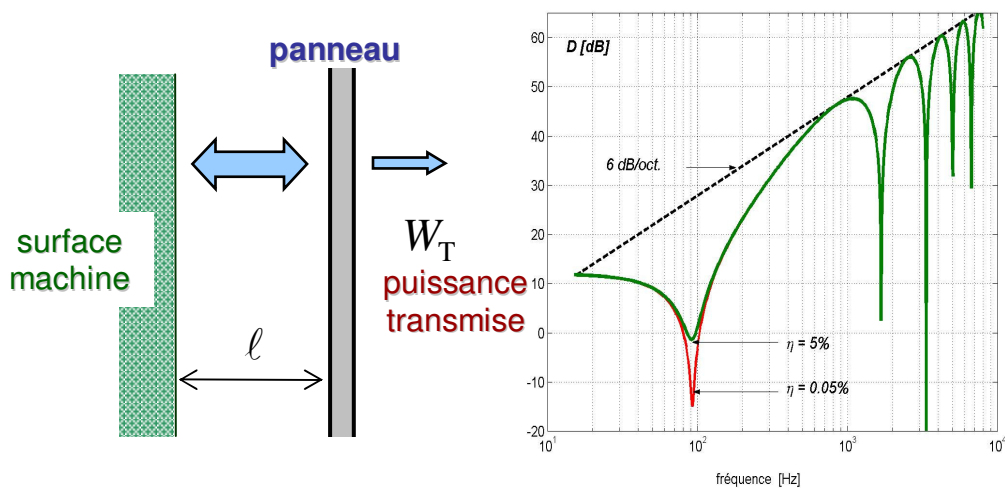 panneau
surface
machine
ℓ
W_T
puissance
transmise
D [dB]
6 dB/oct.
η = 5%
η = 0.05%
60
50
40
30
20
10
0
-10
-20
10^1
10^2
10^3
10^4
fréquence [Hz]